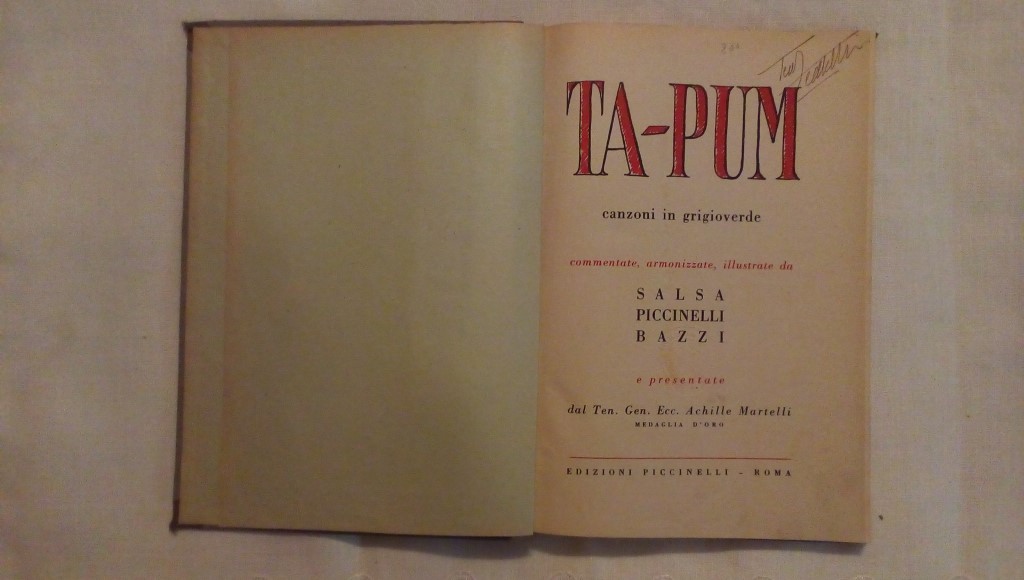 TA-PUM
canzoni in grigioverde
commentate, armonizzate, illustrate da
SALSA
PICCINELLI
BAZZI
e presentate
dal Ten. Gen. Ecc. Achille Martelli
MEDAGLIA D'ORO
EDIZIONI PICCINELLI - ROMA